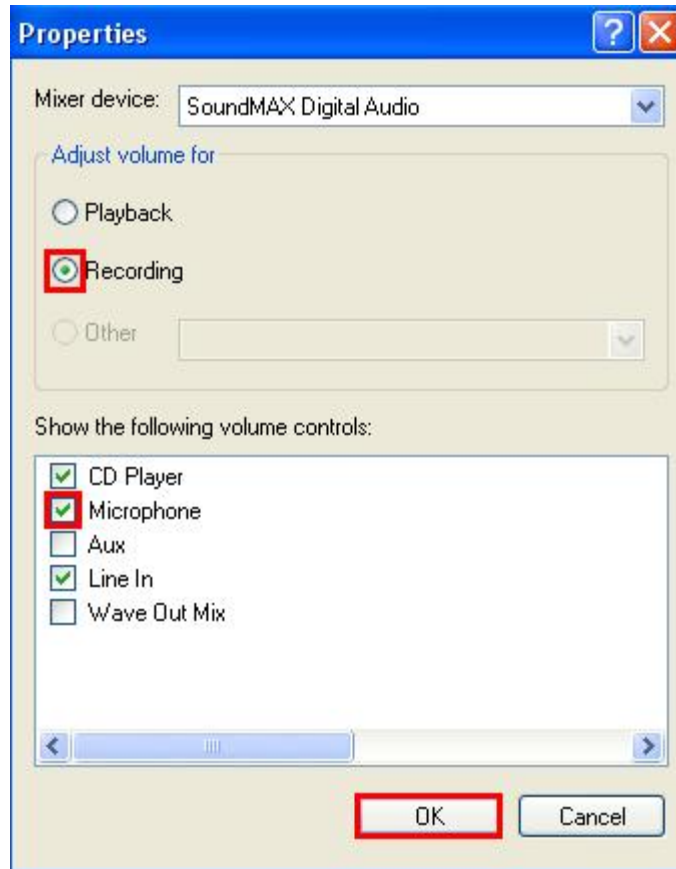 Properties
Mixer device: SoundMAX Digital Audio
Adjust volume for
Playback
Recording
Other
Show the following volume controls:
CD Player
Microphone
Aux
Line In
Wave Out Mix
OK Cancel